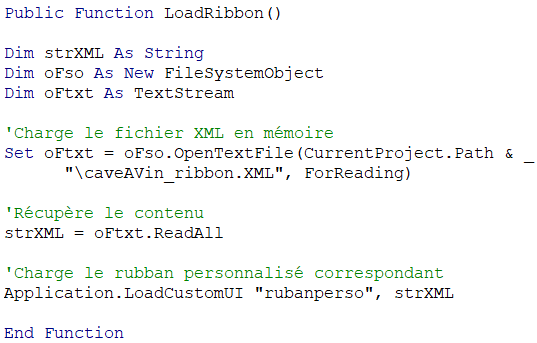 Public Function LoadRibbon()
Dim strXML As String
Dim oFso As New FileSystemObject
Dim oFtxt As TextStream
'Charge le fichier XML en mémoire
Set oFtxt = oFso.OpenTextFile(CurrentProject.Path & _
"\caveAVin_ribbon.XML", ForReading)
'Récupère le contenu
strXML = oFtxt.ReadAll
'Charge le rubban personnalisé correspondant
Application.LoadCustomUI "rubanperso", strXML
End Function